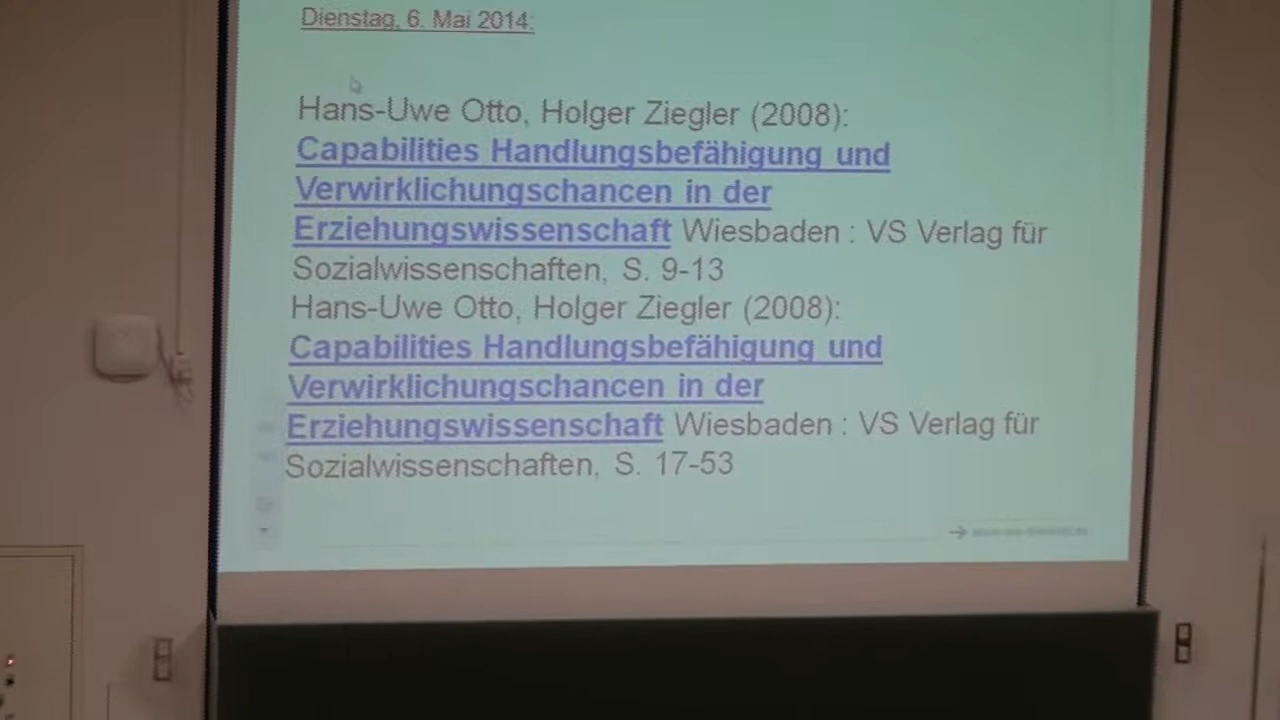 Dienstag, 6. Mai 2014:
Hans-Uwe Otto, Holger Ziegler (2008):
Capabilities Handlungsbefähigung und
Verwirklichungschancen in der
Erziehungswissenschaft Wiesbaden : VS Verlag für
Sozialwissenschaften, S. 9-13
Hans-Uwe Otto, Holger Ziegler (2008):
Capabilities Handlungsbefähigung und
Verwirklichungschancen in der
Erziehungswissenschaft Wiesbaden : VS Verlag für
Sozialwissenschaften, S. 17-53